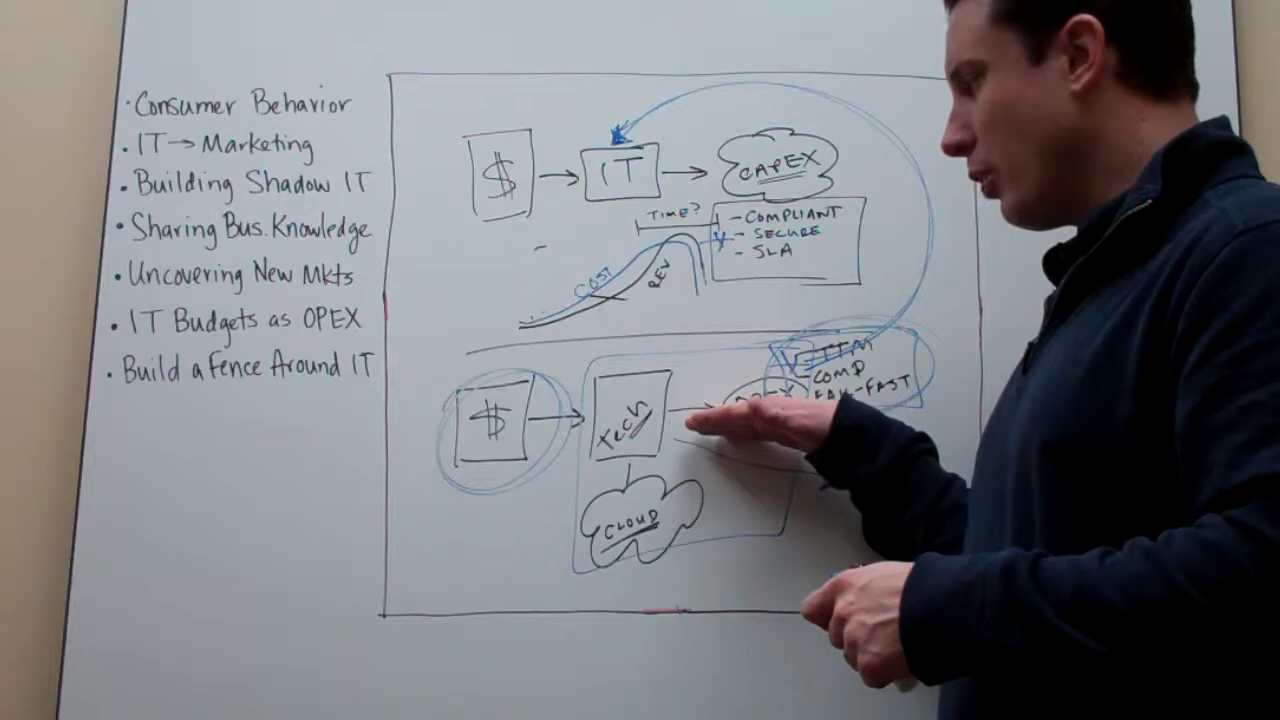 · Consumer Behavior
· IT → Marketing
· Building Shadow IT
· Sharing Bus. Knowledge
· Uncovering New Mkts
· IT Budgets as OPEX
· Build a Fence Around IT
$ → IT → CAPEX
TIME?
- COMPLIANT
- SECURE
- SLA
COST
REV
TTM
COMP
FAIL-FAST
$ → Tech
CLOUD